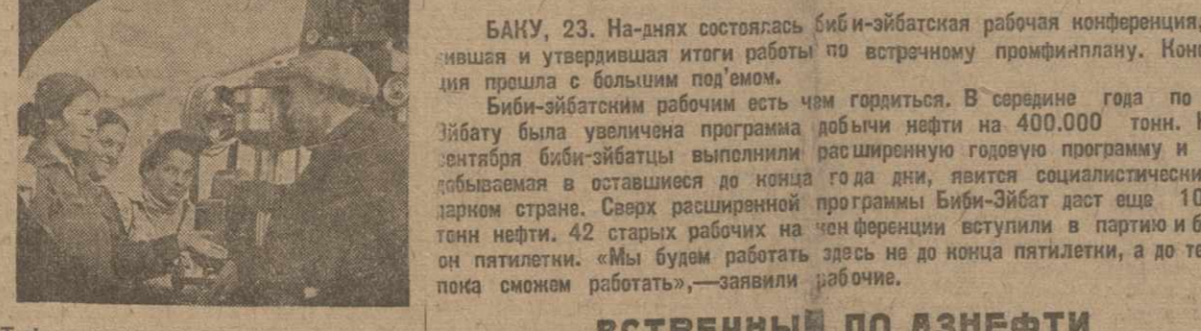 БАКУ, 23. На-днях состоялась биби-эйбатская рабочая конференция,
ившая и утвердившая итоги работы по встречному промфинплану. Кон
ия прошла с большим под'емом.
Биби-эйбатским рабочим есть чем гордиться. В середине года по
Эйбату была увеличена программа добычи нефти на 400.000 тонн.
сентября биби-эйбатцы выполнили расширенную годовую программу и
добываемая в оставшиеся до конца года дни, явится социалистически
дарком стране. Сверх расширенной программы Биби-Эйбат даст еще 10
тонн нефти. 42 старых рабочих на конференции вступили в партию и б
он пятилетки. «Мы будем работать здесь не до конца пятилетки, а до те
пока сможем работать»,—заявили рабочие.
ВСТРЕЧНЫЙ ПО АЗНЕФТИ